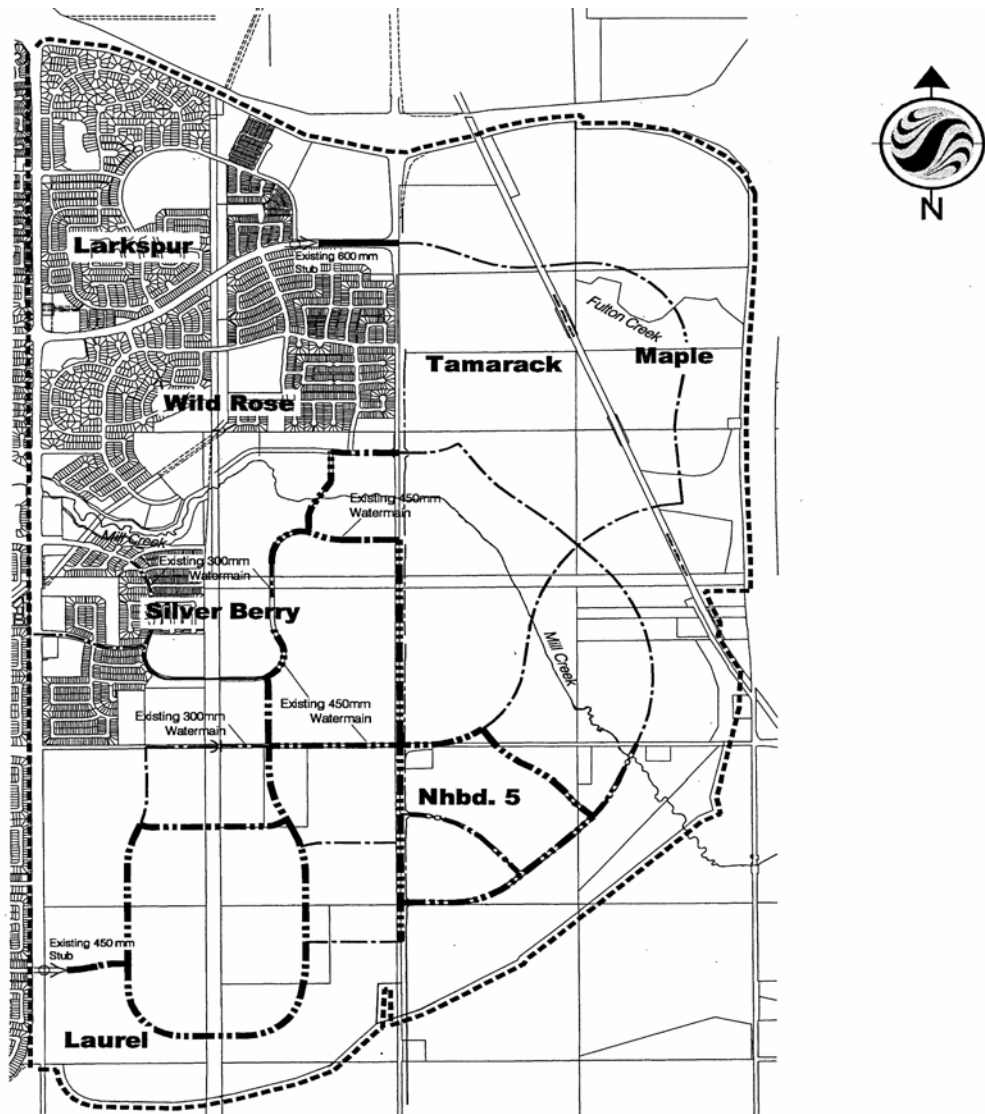 N
Larkspur
Existing 600 mm
Stub
Fulton Creek
Tamarack
Maple
Wild Rose
Existing 450mm
Watermain
Mill Creek
Existing 300mm
Watermain
Silver Berry
Mill Creek
Existing 300mm
Watermain
Existing 450mm
Watermain
Nhbd. 5
Existing 450 mm
Stub
Laurel